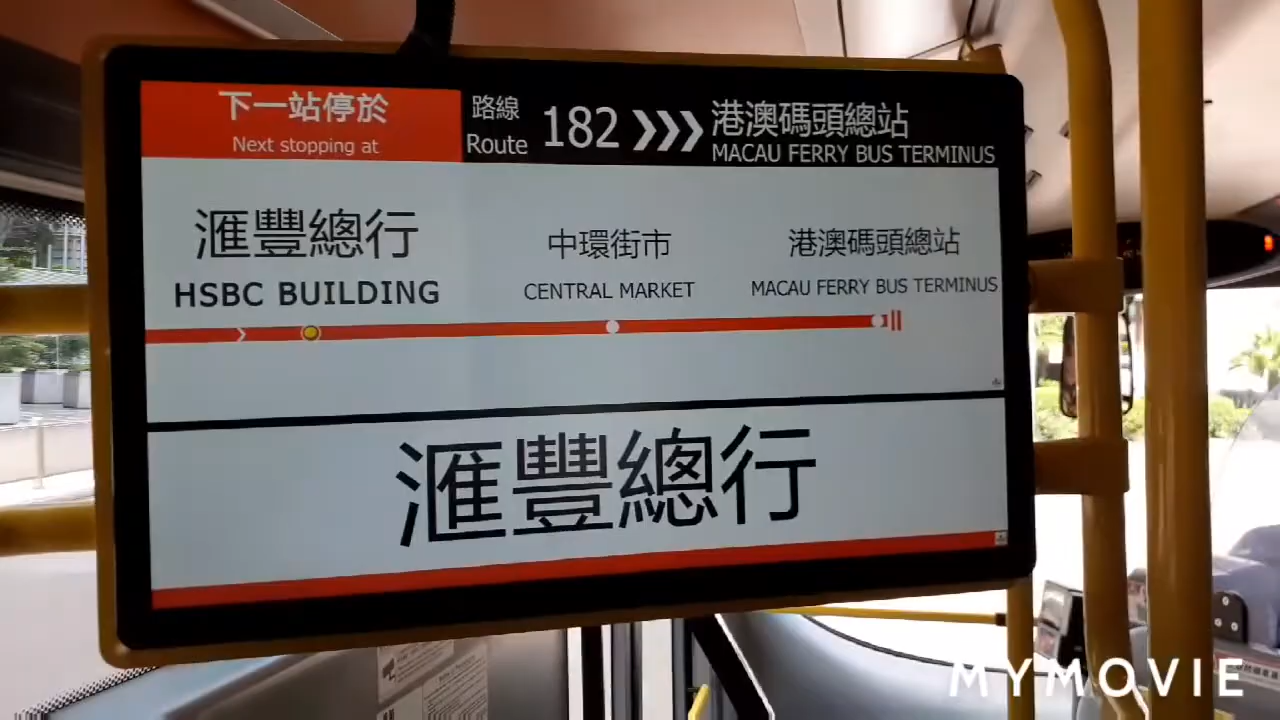 下一站停於
Next stopping at
路線
Route
182
港澳碼頭總站
MACAU FERRY BUS TERMINUS
滙豐總行
HSBC BUILDING
中環街市
CENTRAL MARKET
港澳碼頭總站
MACAU FERRY BUS TERMINUS
滙豐總行
MYMOVIE